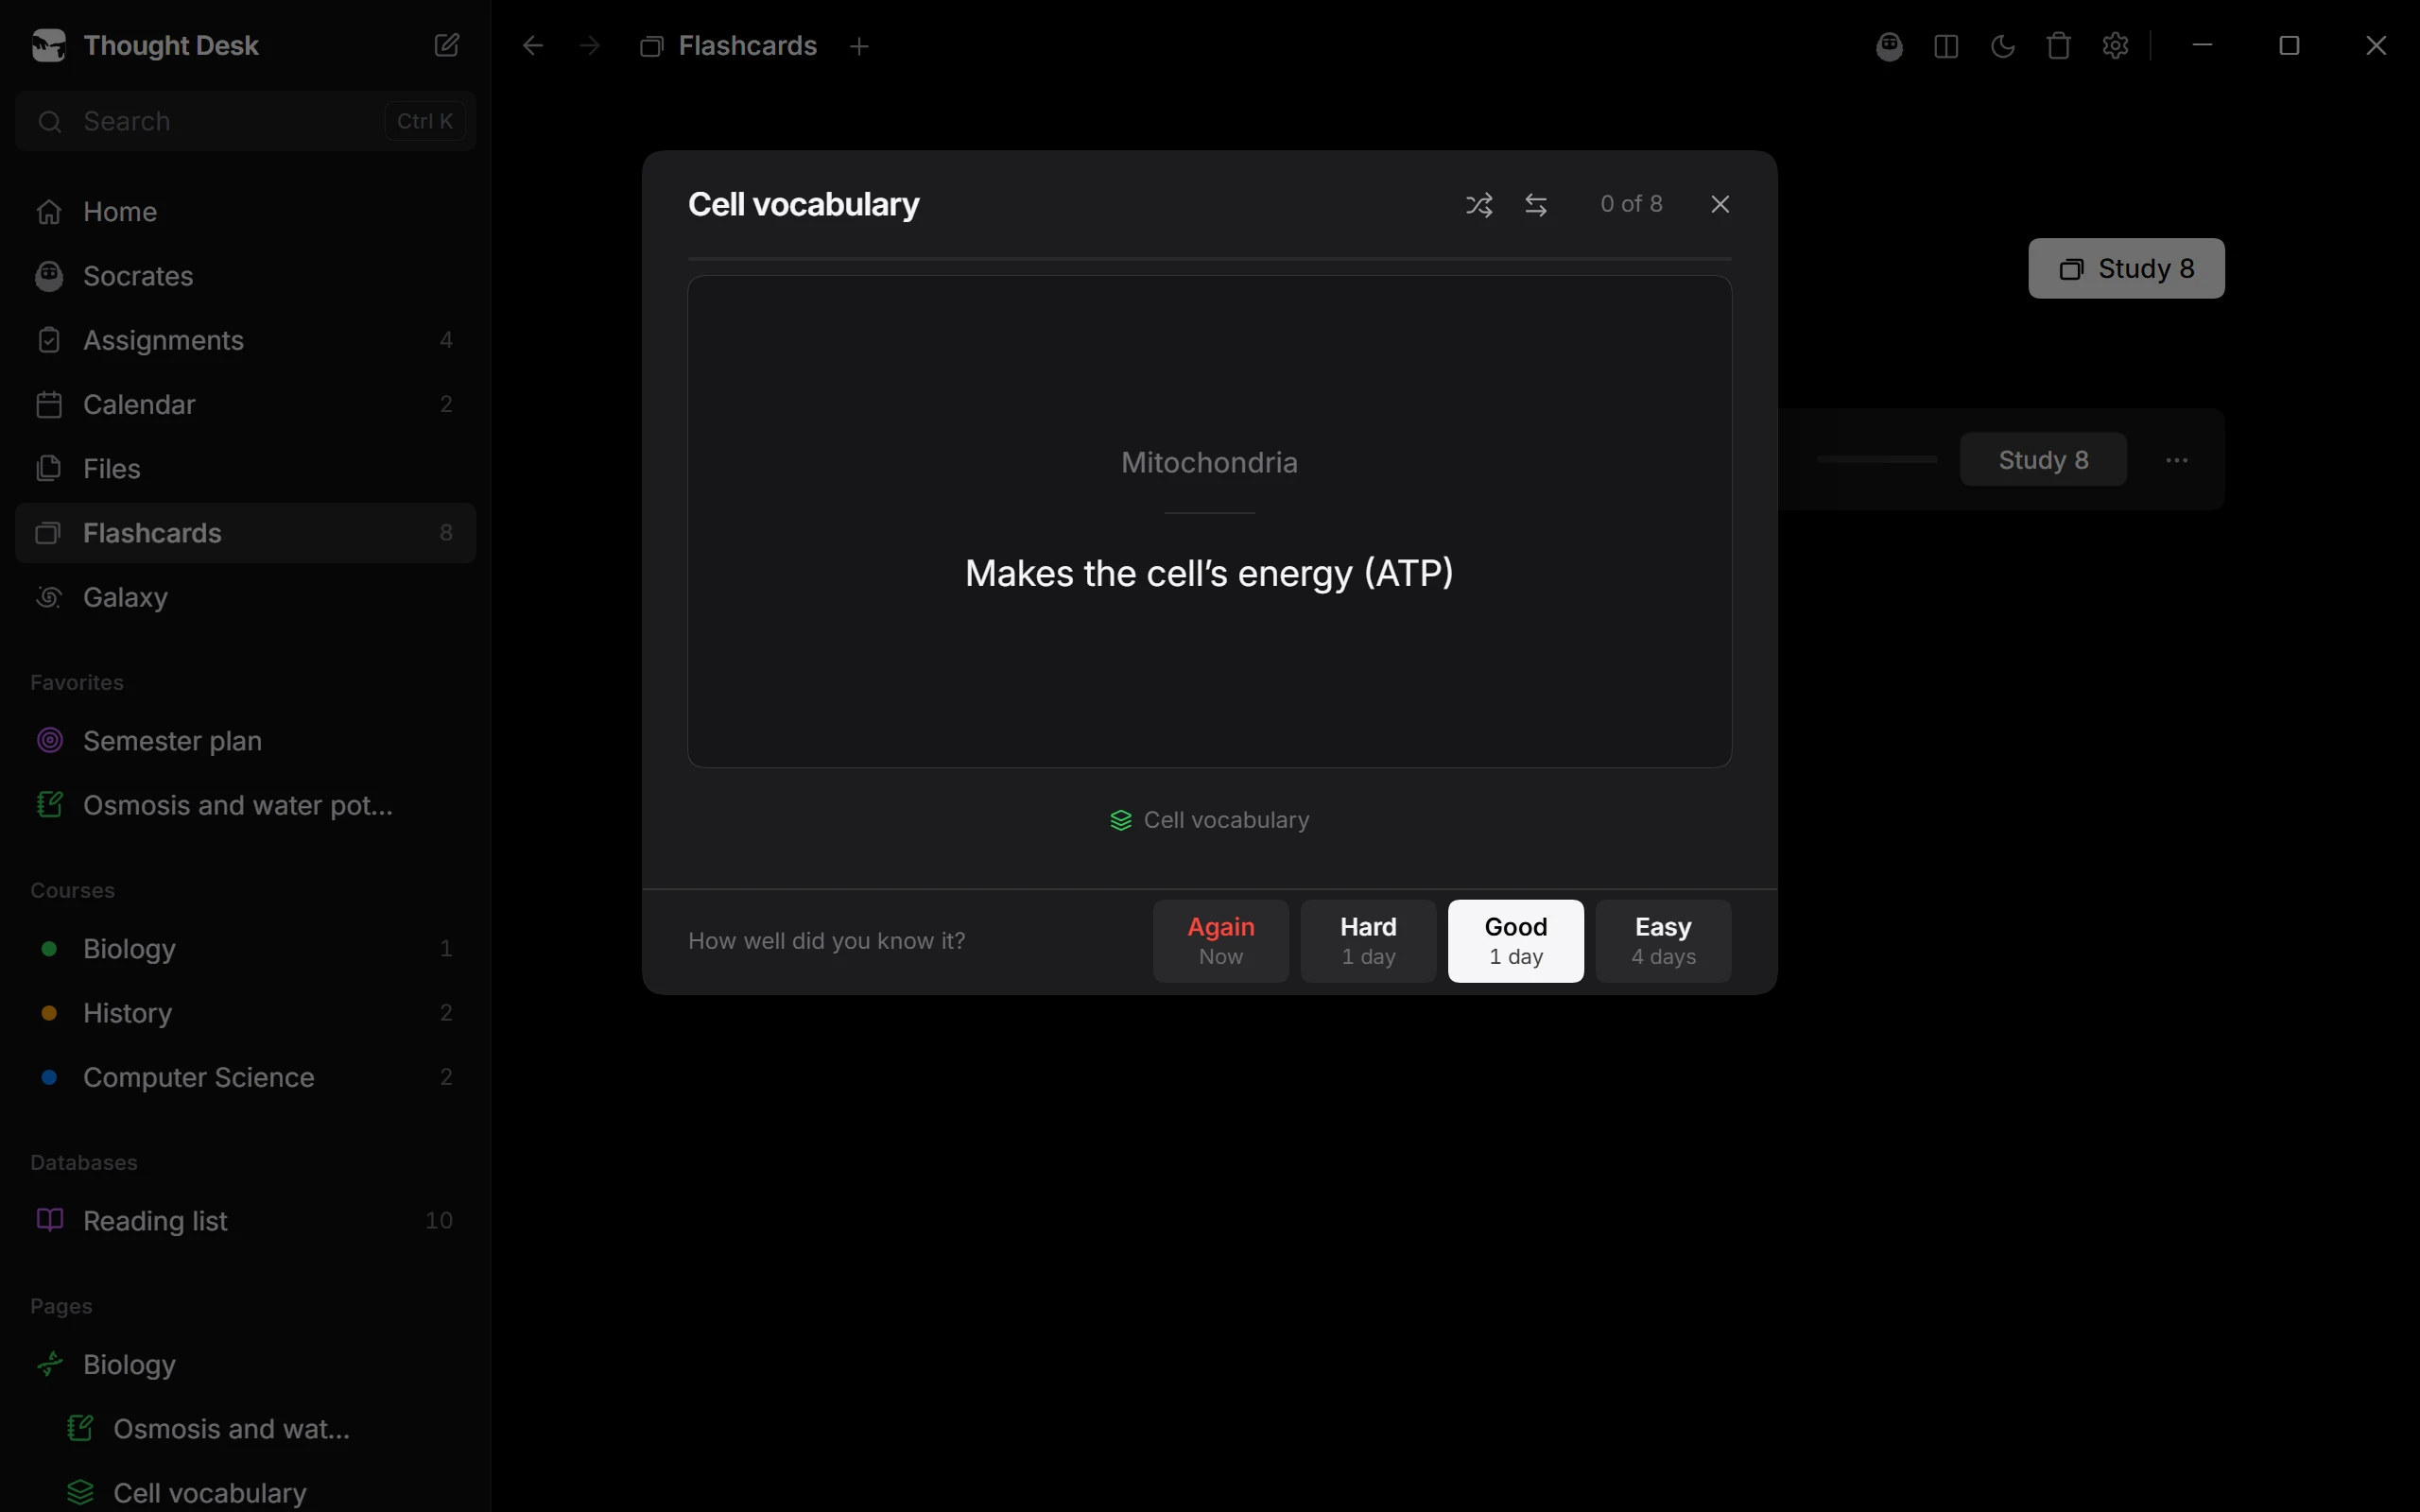 Thought Desk
Search Ctrl K
Home
Socrates
Assignments 4
Calendar 2
Files
Flashcards 8
Galaxy
Favorites
Semester plan
Osmosis and water pot...
Courses
Biology 1
History 2
Computer Science 2
Databases
Reading list 10
Pages
Biology
Osmosis and wat...
Cell vocabulary
Flashcards
Study 8
Study 8
Cell vocabulary 0 of 8
Mitochondria
Makes the cell’s energy (ATP)
Cell vocabulary
How well did you know it?
Again
Now
Hard
1 day
Good
1 day
Easy
4 days